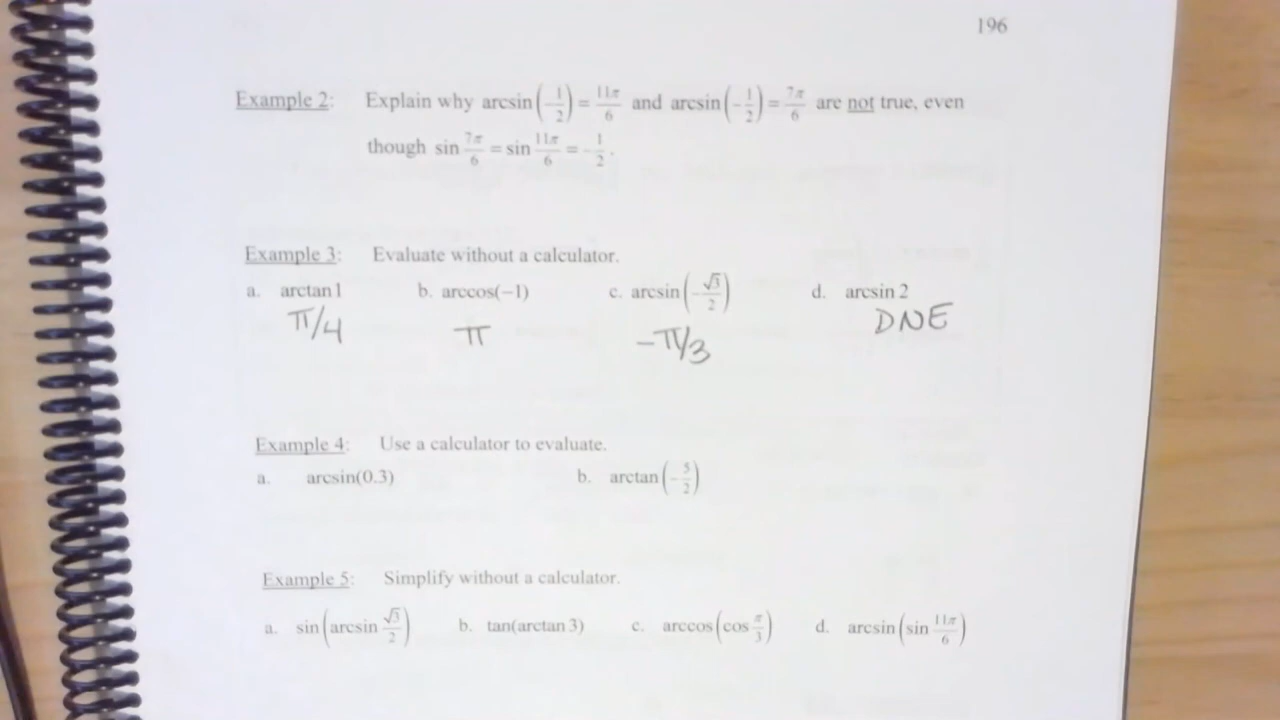 196
Example 2: Explain why arcsin(-1/2) = 11π/6 and arcsin(-1/2) = 7π/6 are not true, even
though sin 7π/6 = sin 11π/6 = -1/2.
Example 3: Evaluate without a calculator.
a. arctan 1 b. arccos(−1) c. arcsin(-√3/2) d. arcsin 2
π/4 π -π/3 DNE
Example 4: Use a calculator to evaluate.
a. arcsin(0.3) b. arctan(-5/2)
Example 5: Simplify without a calculator.
a. sin(arcsin √3/2) b. tan(arctan 3) c. arccos(cos π/3) d. arcsin(sin 11π/6)